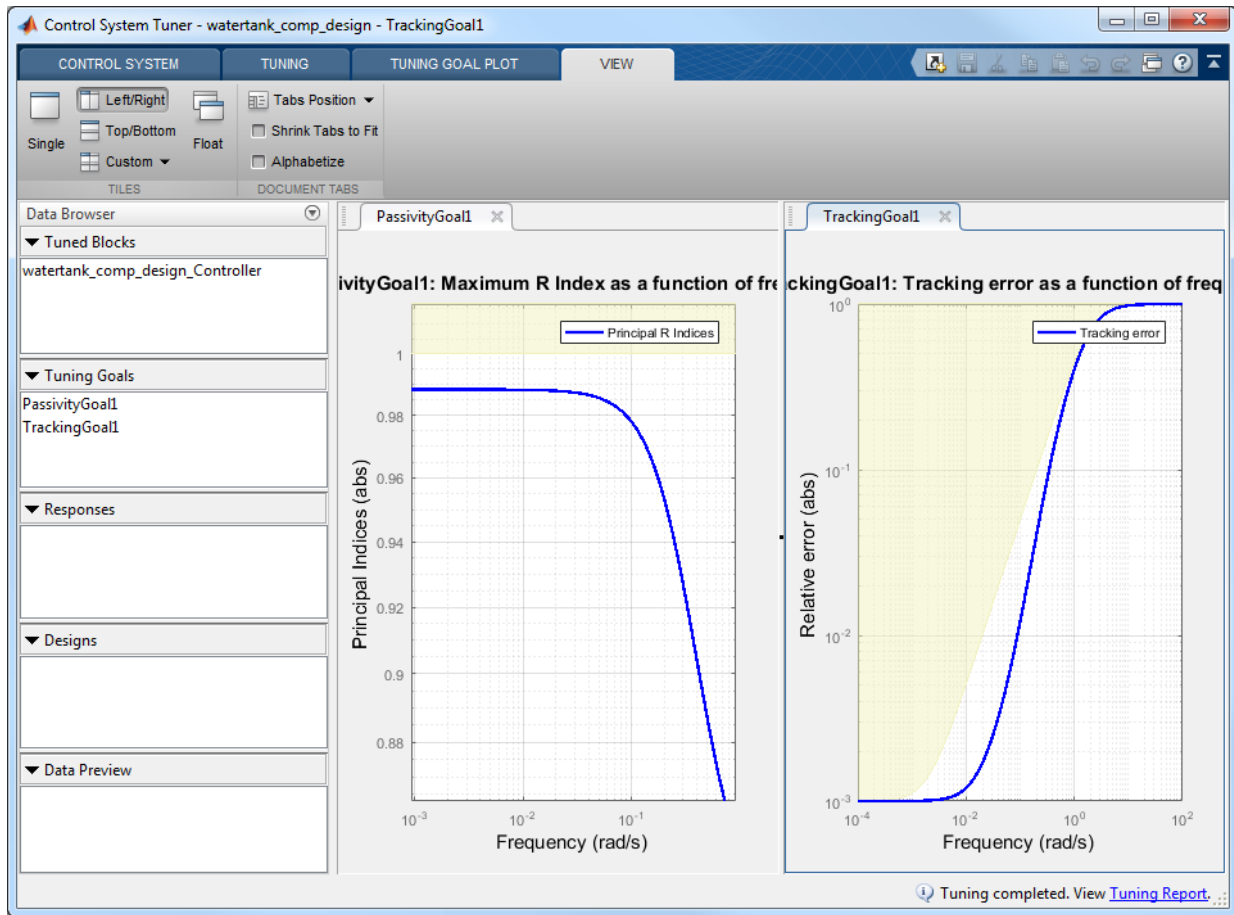 Control System Tuner - watertank_comp_design - TrackingGoal1
CONTROL SYSTEM
TUNING
TUNING GOAL PLOT
VIEW
Single
Left/Right
Top/Bottom
Custom
Float
TILES
Tabs Position
Shrink Tabs to Fit
Alphabetize
DOCUMENT TABS
Data Browser
Tuned Blocks
watertank_comp_design_Controller
Tuning Goals
PassivityGoal1
TrackingGoal1
Responses
Designs
Data Preview
PassivityGoal1
ivityGoal1: Maximum R Index as a function of fre
Principal R Indices
Principal Indices (abs)
1
0.98
0.96
0.94
0.92
0.9
0.88
10^-3
10^-2
10^-1
Frequency (rad/s)
TrackingGoal1
ckingGoal1: Tracking error as a function of freq
Tracking error
Relative error (abs)
10^0
10^-1
10^-2
10^-3
10^-4
10^-2
10^0
10^2
Frequency (rad/s)
Tuning completed. View Tuning Report.